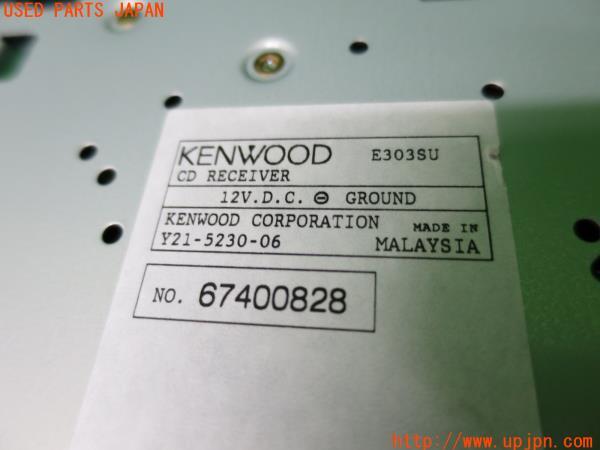 USED PARTS JAPAN
KENWOOD E303SU
CD RECEIVER
12V.D.C. ⊖ GROUND
KENWOOD CORPORATION MADE IN
Y21-5230-06 MALAYSIA
NO. 67400828
http://www.upjpn.com/